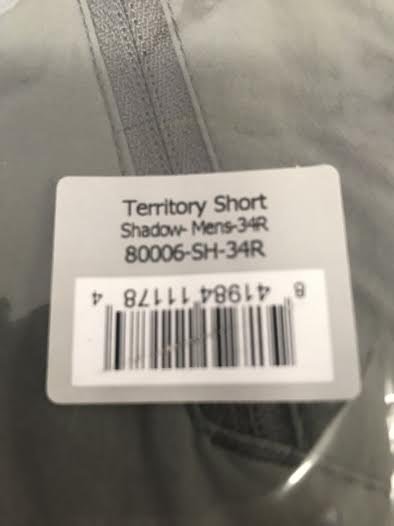 Territory Short
Shadow- Mens-34R
80006-SH-34R
8 41984 11178 4